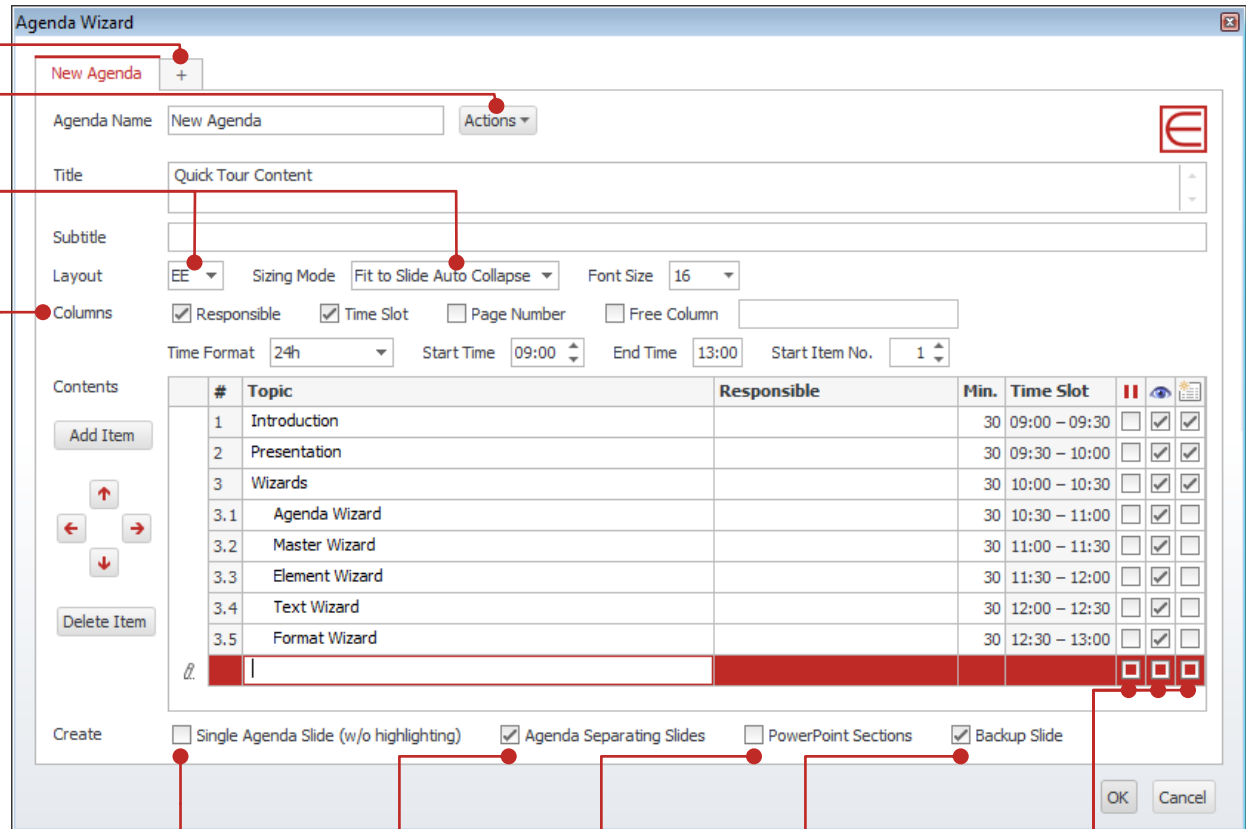 Agenda Wizard
New Agenda +
Agenda Name New Agenda Actions
Title Quick Tour Content
Subtitle
Layout EE Sizing Mode Fit to Slide Auto Collapse Font Size 16
Columns Responsible Time Slot Page Number Free Column
Time Format 24h Start Time 09:00 End Time 13:00 Start Item No. 1
Contents # Topic Responsible Min. Time Slot
1 Introduction 30 09:00 – 09:30
Add Item
2 Presentation 30 09:30 – 10:00
3 Wizards 30 10:00 – 10:30
3.1 Agenda Wizard 30 10:30 – 11:00
3.2 Master Wizard 30 11:00 – 11:30
3.3 Element Wizard 30 11:30 – 12:00
3.4 Text Wizard 30 12:00 – 12:30
Delete Item
3.5 Format Wizard 30 12:30 – 13:00
Create Single Agenda Slide (w/o highlighting) Agenda Separating Slides PowerPoint Sections Backup Slide
OK Cancel